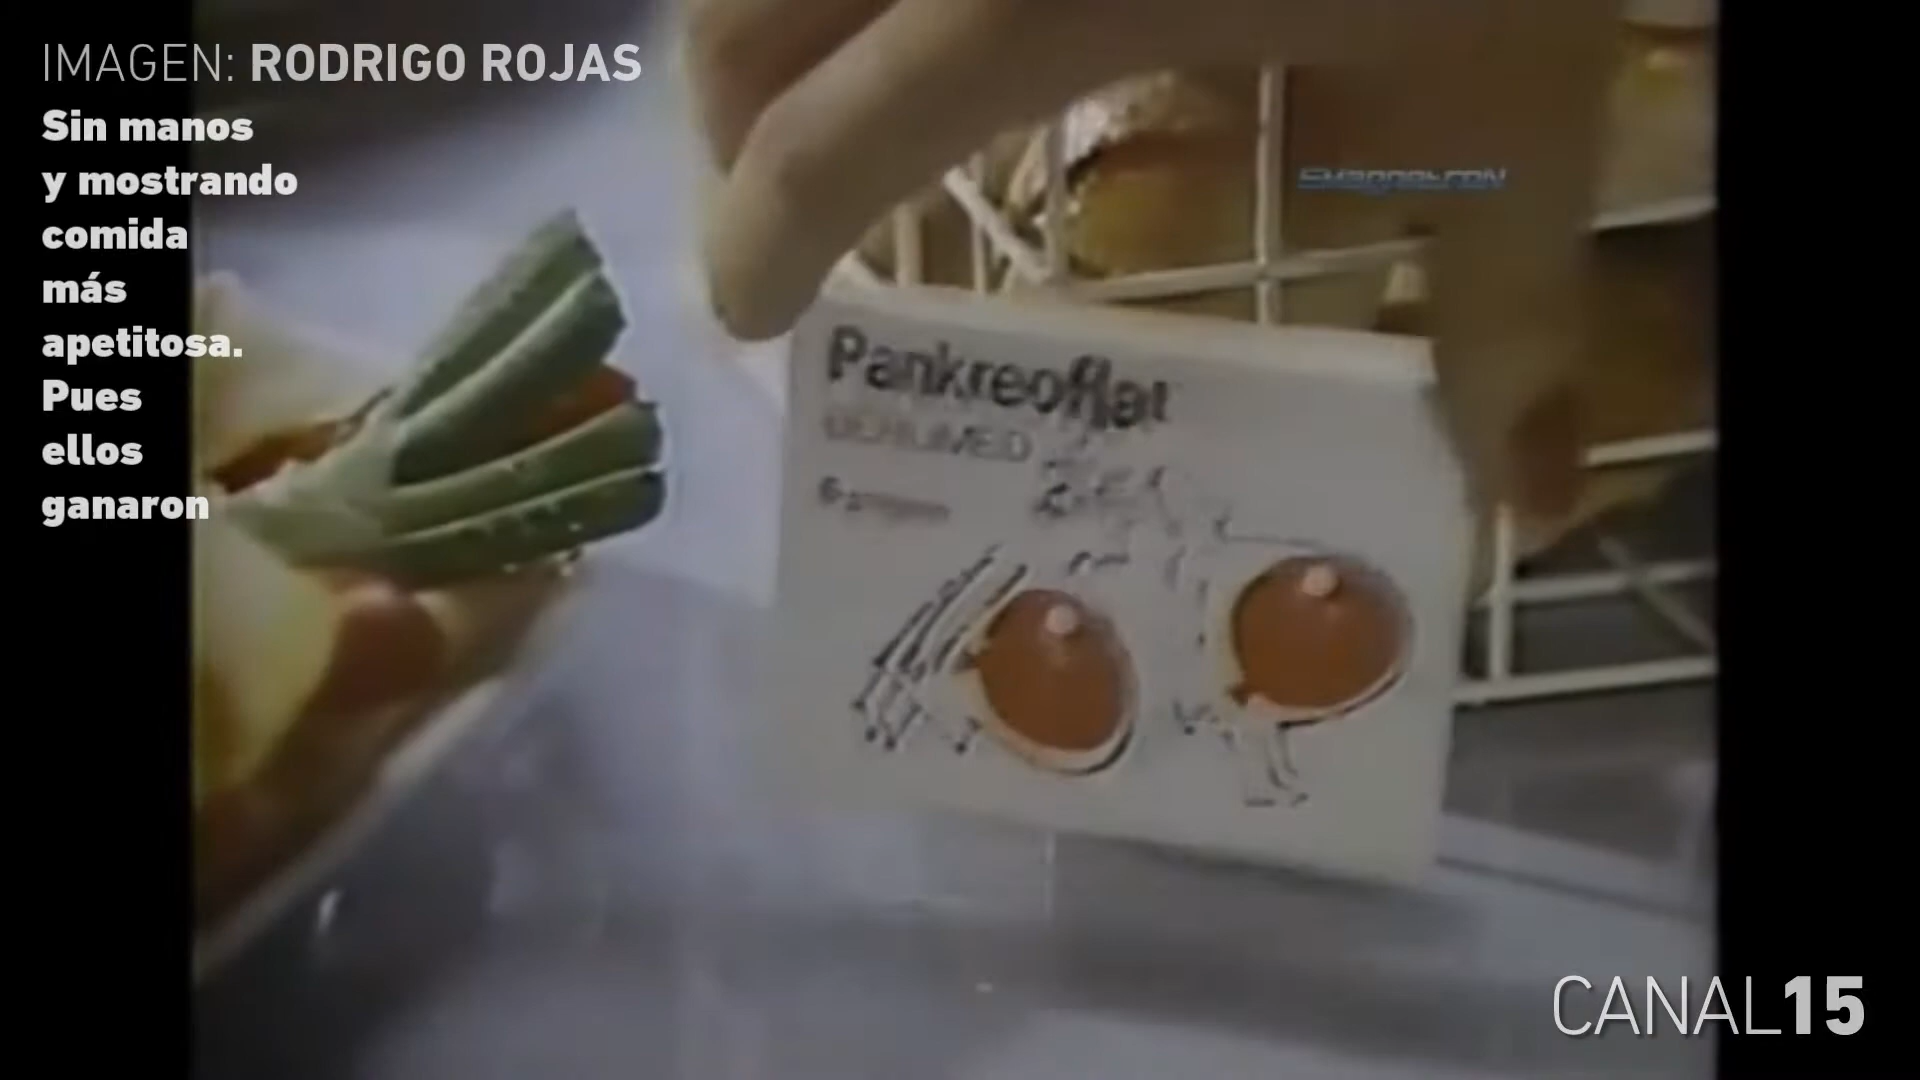 IMAGEN: RODRIGO ROJAS
Sin manos
y mostrando
comida
más
apetitosa.
Pues
ellos
ganaron
Pankreoflat
CANAL15